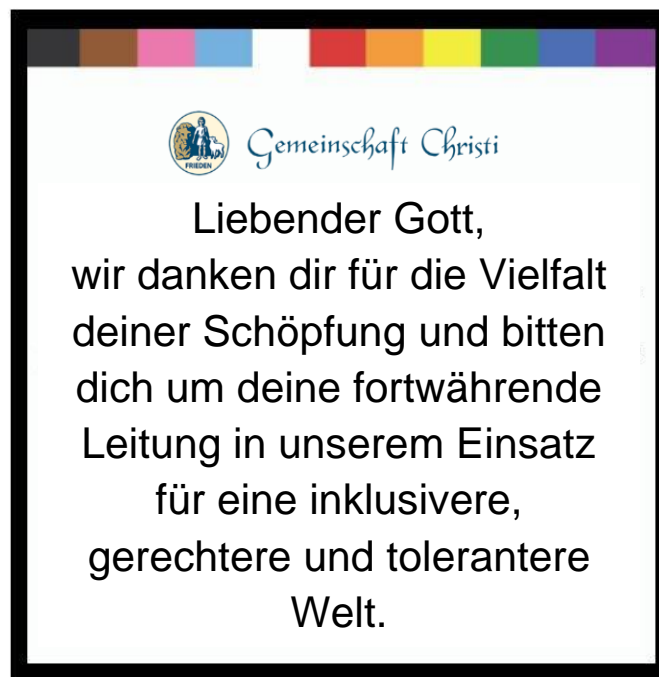 FRIEDEN
Gemeinschaft Christi
Liebender Gott,
wir danken dir für die Vielfalt
deiner Schöpfung und bitten
dich um deine fortwährende
Leitung in unserem Einsatz
für eine inklusivere,
gerechtere und tolerantere
Welt.